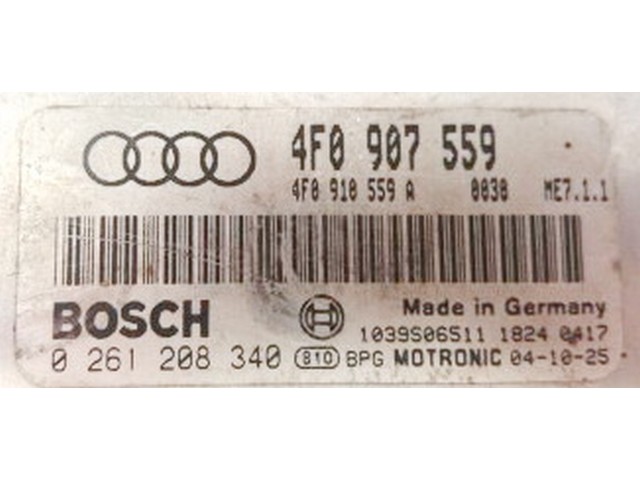 4F0 907 559
4F0 910 559 A 0030 ME7.1.1
BOSCH
Made in Germany
1039S06511 1824 0417
0 261 208 340 810 BPG MOTRONIC 04-10-25